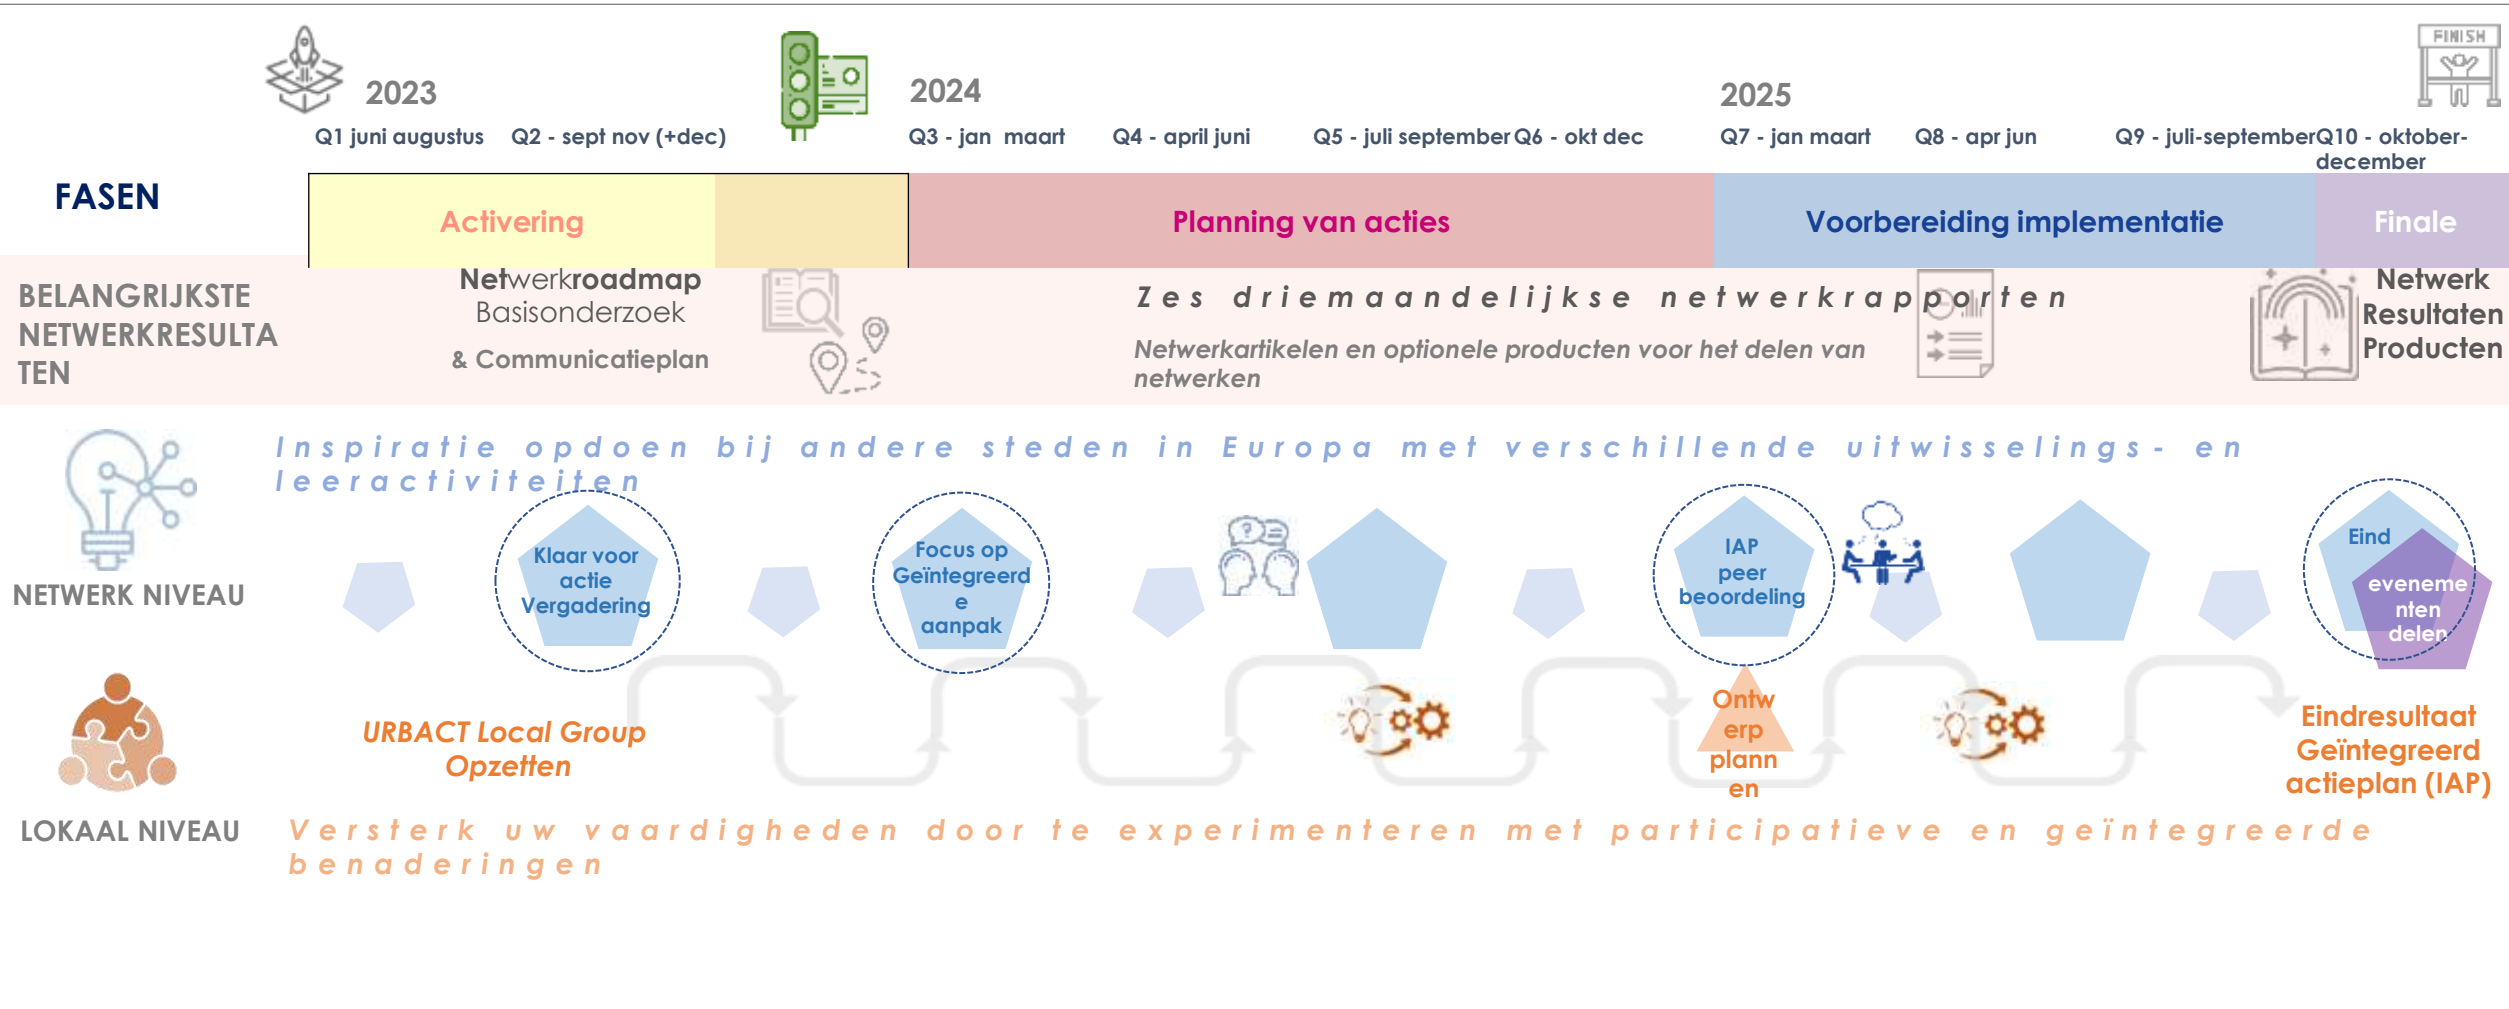 FINISH
2023
2024
2025
Q1 juni augustus
Q2 - sept nov (+dec)
Q3 - jan maart
Q4 - april juni
Q5 - juli september
Q6 - okt dec
Q7 - jan maart
Q8 - apr jun
Q9 - juli-september
Q10 - oktober-
december
FASEN
Activering
Planning van acties
Voorbereiding implementatie
Finale
BELANGRIJKSTE
NETWERKRESULTA
TEN
Netwerkroadmap
Basisonderzoek
& Communicatieplan
Zes driemaandelijkse netwerkrapporten
Netwerkartikelen en optionele producten voor het delen van
netwerken
Netwerk
Resultaten
Producten
Inspiratie opdoen bij andere steden in Europa met verschillende uitwisselings- en
leeractiviteiten
NETWERK NIVEAU
Klaar voor
actie
Vergadering
Focus op
Geïntegreerd
e
aanpak
IAP
peer
beoordeling
Eind
eveneme
nten
delen
URBACT Local Group
Opzetten
Ontw
erp
plann
en
Eindresultaat
Geïntegreerd
actieplan (IAP)
LOKAAL NIVEAU
Versterk uw vaardigheden door te experimenteren met participatieve en geïntegreerde
benaderingen